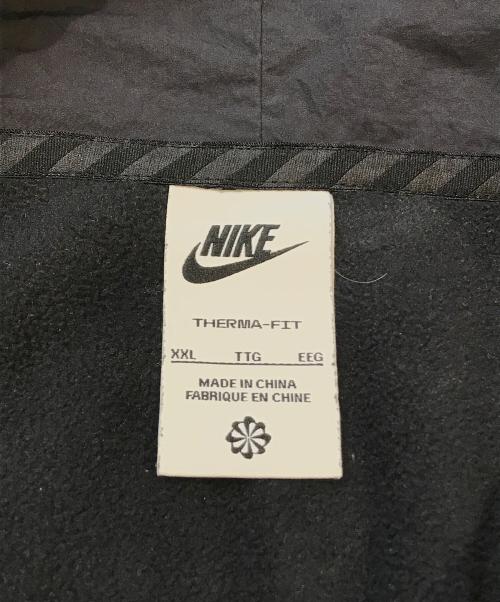 NIKE
THERMA-FIT
XXL TTG EEG
MADE IN CHINA
FABRIQUE EN CHINE